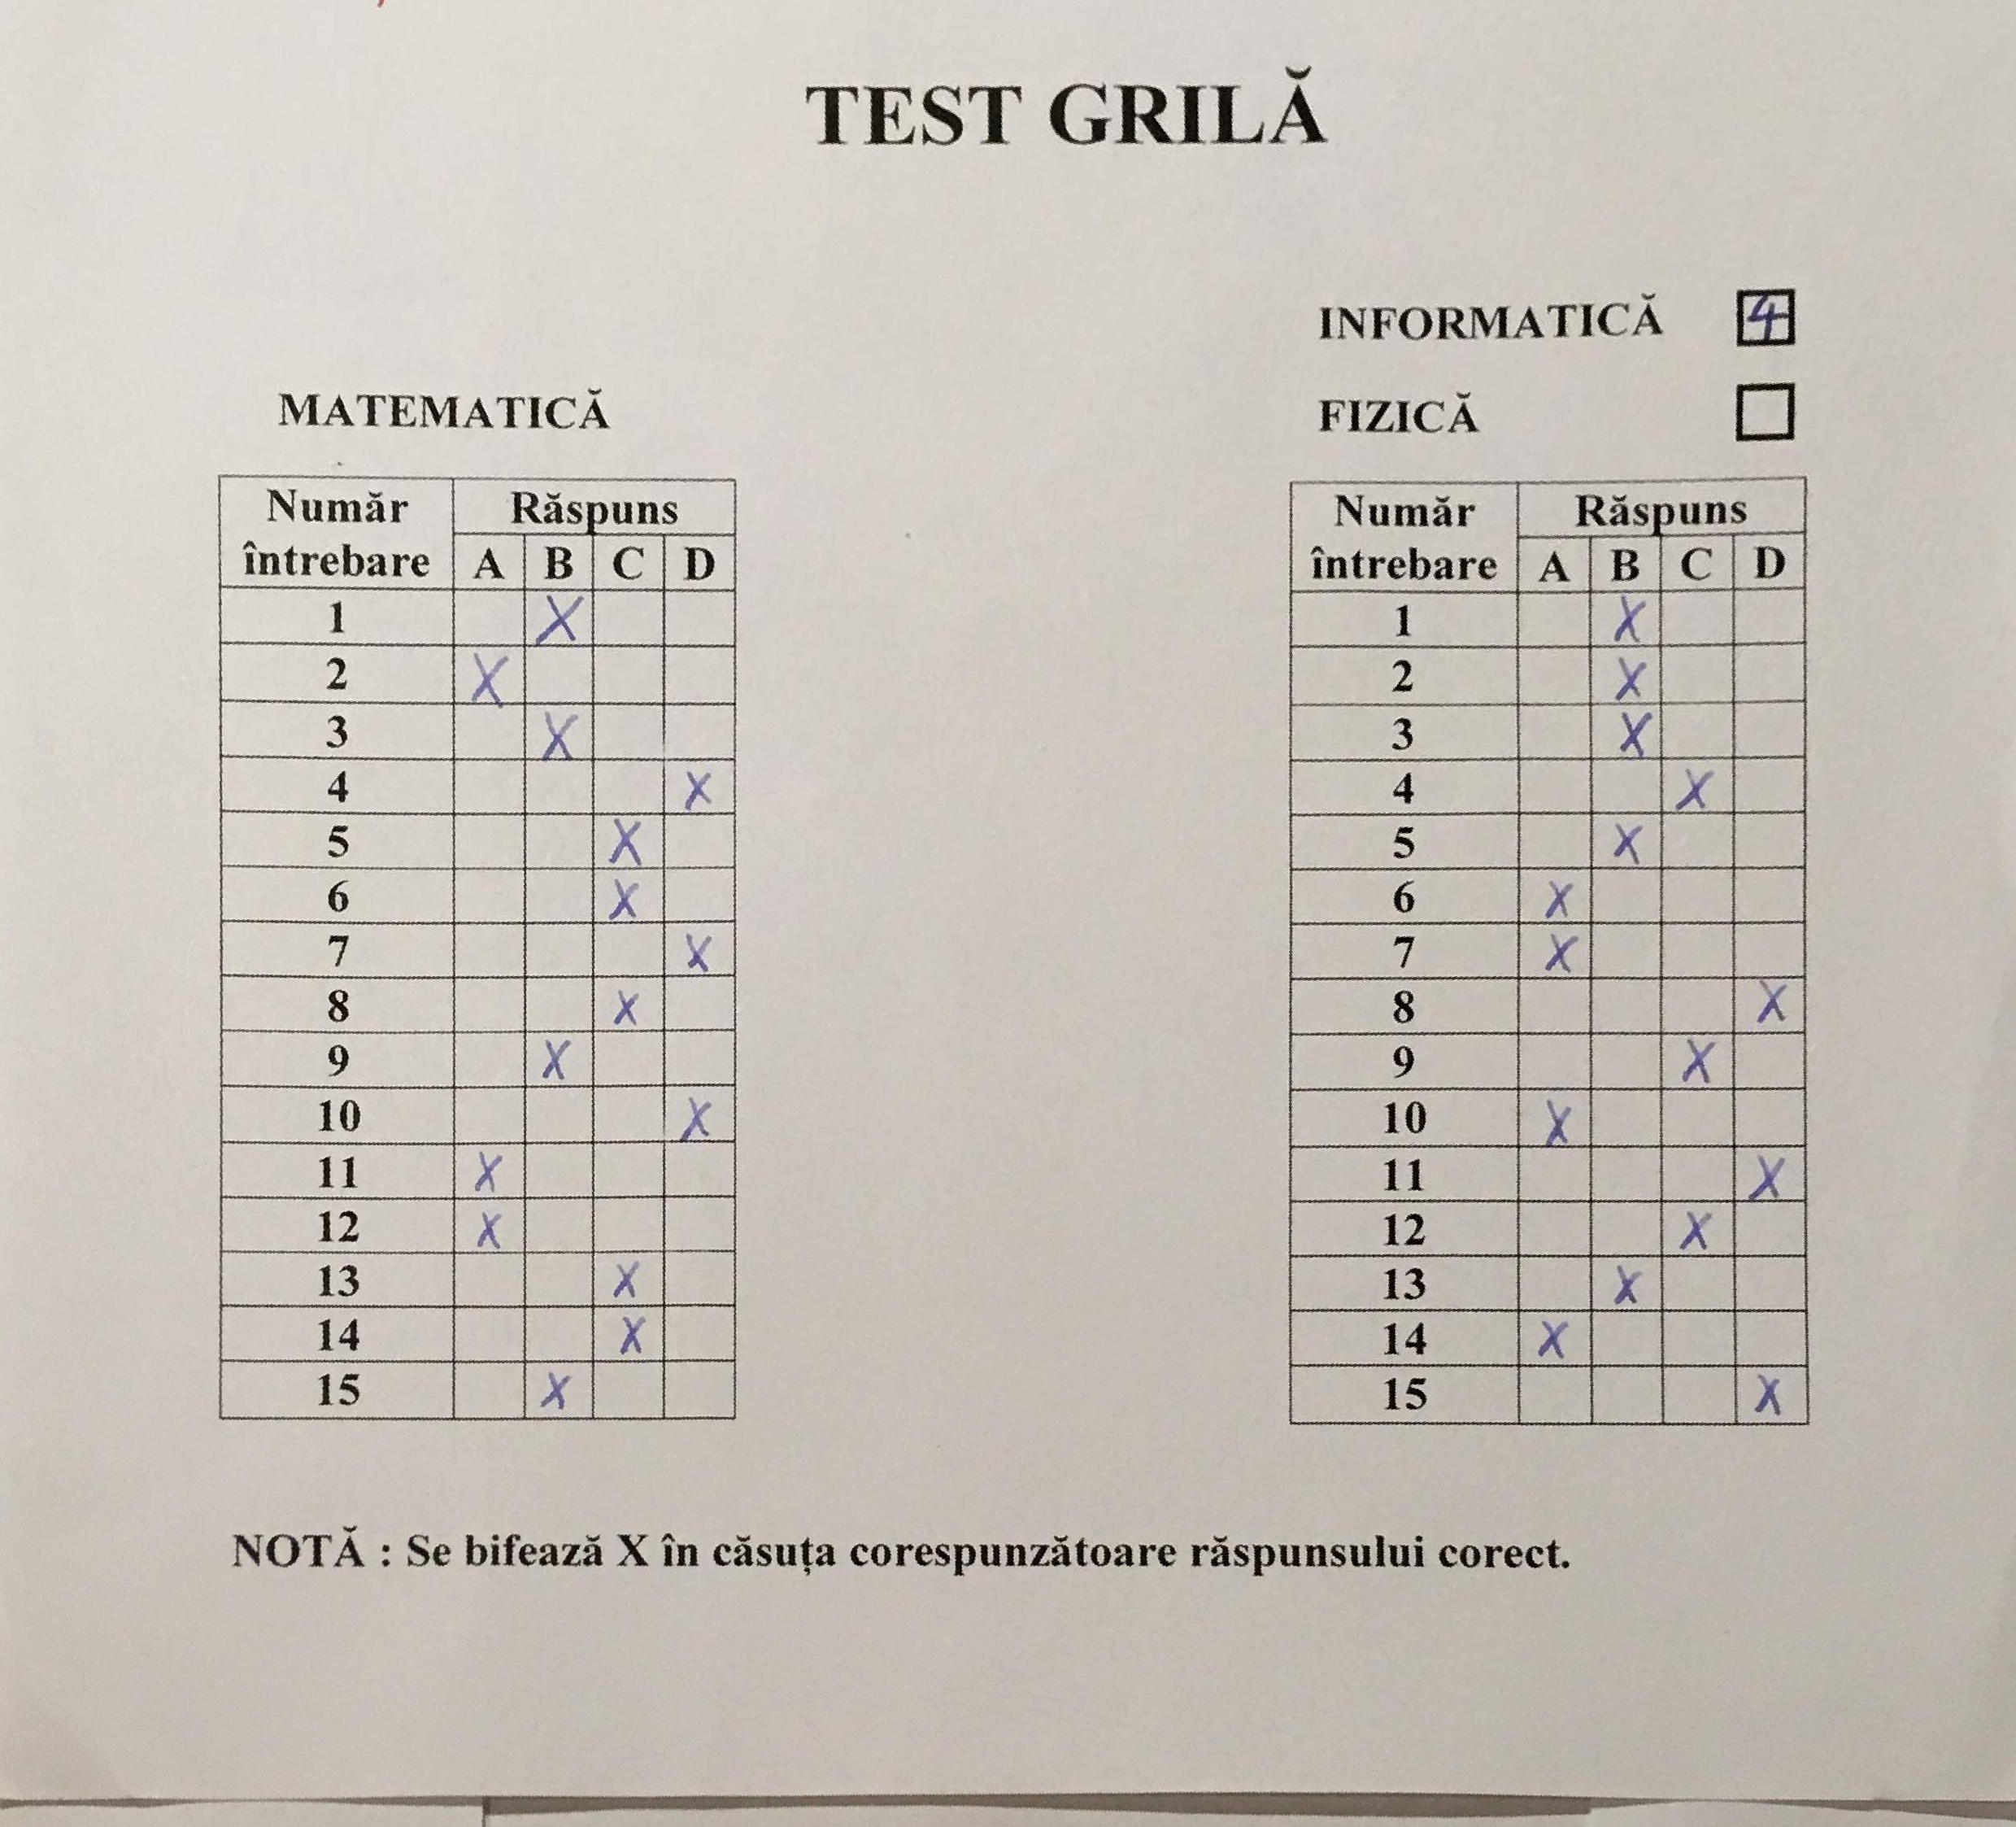 TEST GRILĂ
INFORMATICĂ 4
MATEMATICĂ
FIZICĂ
Număr întrebare Răspuns
A B C D
1 X
2 X
3 X
4 X
5 X
6 X
7 X
8 X
9 X
10 X
11 X
12 X
13 X
14 X
15 X
Număr întrebare Răspuns
A B C D
1 X
2 X
3 X
4 X
5 X
6 X
7 X
8 X
9 X
10 X
11 X
12 X
13 X
14 X
15 X
NOTĂ : Se bifează X în căsuța corespunzătoare răspunsului corect.